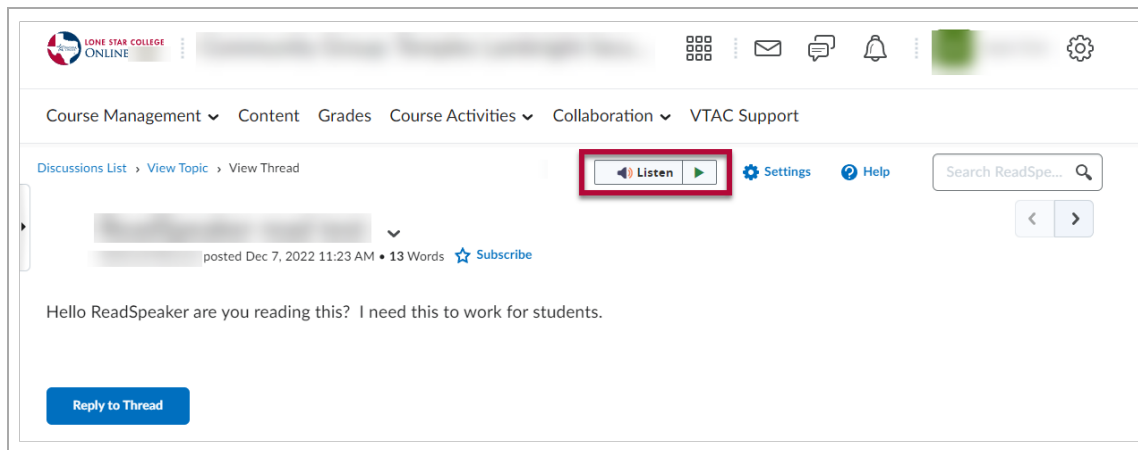 LONE STAR COLLEGE
ONLINE
Course Management Content Grades Course Activities Collaboration VTAC Support
Discussions List › View Topic › View Thread
Listen
Settings
Help
Search ReadSpe...
posted Dec 7, 2022 11:23 AM • 13 Words Subscribe
Hello ReadSpeaker are you reading this? I need this to work for students.
Reply to Thread